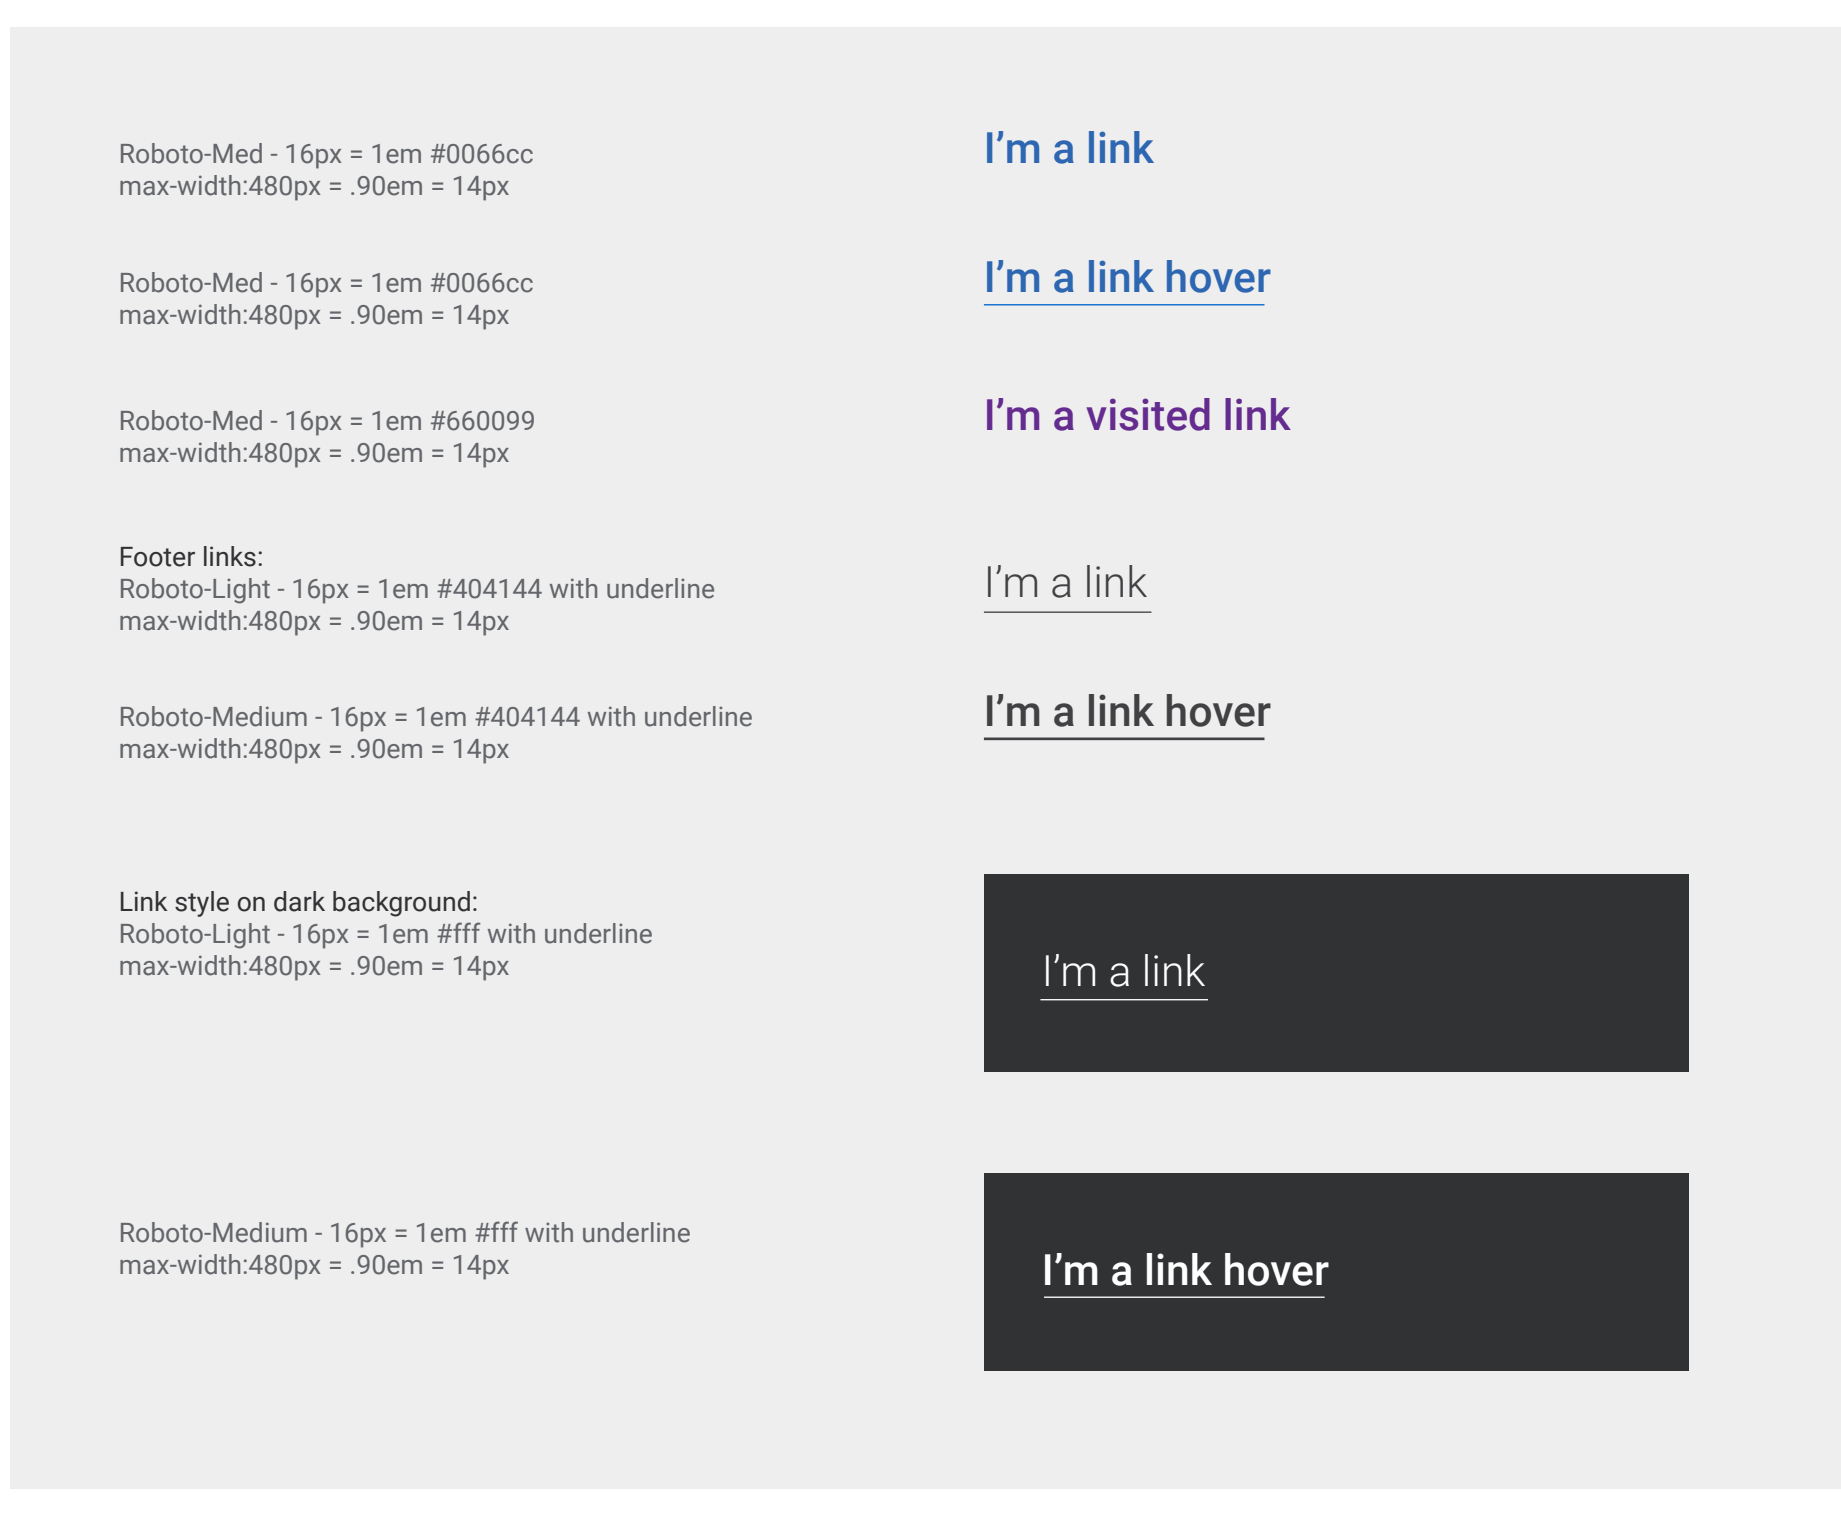 Roboto-Med - 16px = 1em #0066cc
max-width:480px = .90em = 14px
I’m a link
Roboto-Med - 16px = 1em #0066cc
max-width:480px = .90em = 14px
I’m a link hover
Roboto-Med - 16px = 1em #660099
max-width:480px = .90em = 14px
I’m a visited link
Footer links:
Roboto-Light - 16px = 1em #404144 with underline
max-width:480px = .90em = 14px
I’m a link
Roboto-Medium - 16px = 1em #404144 with underline
max-width:480px = .90em = 14px
I’m a link hover
Link style on dark background:
Roboto-Light - 16px = 1em #fff with underline
max-width:480px = .90em = 14px
I’m a link
Roboto-Medium - 16px = 1em #fff with underline
max-width:480px = .90em = 14px
I’m a link hover